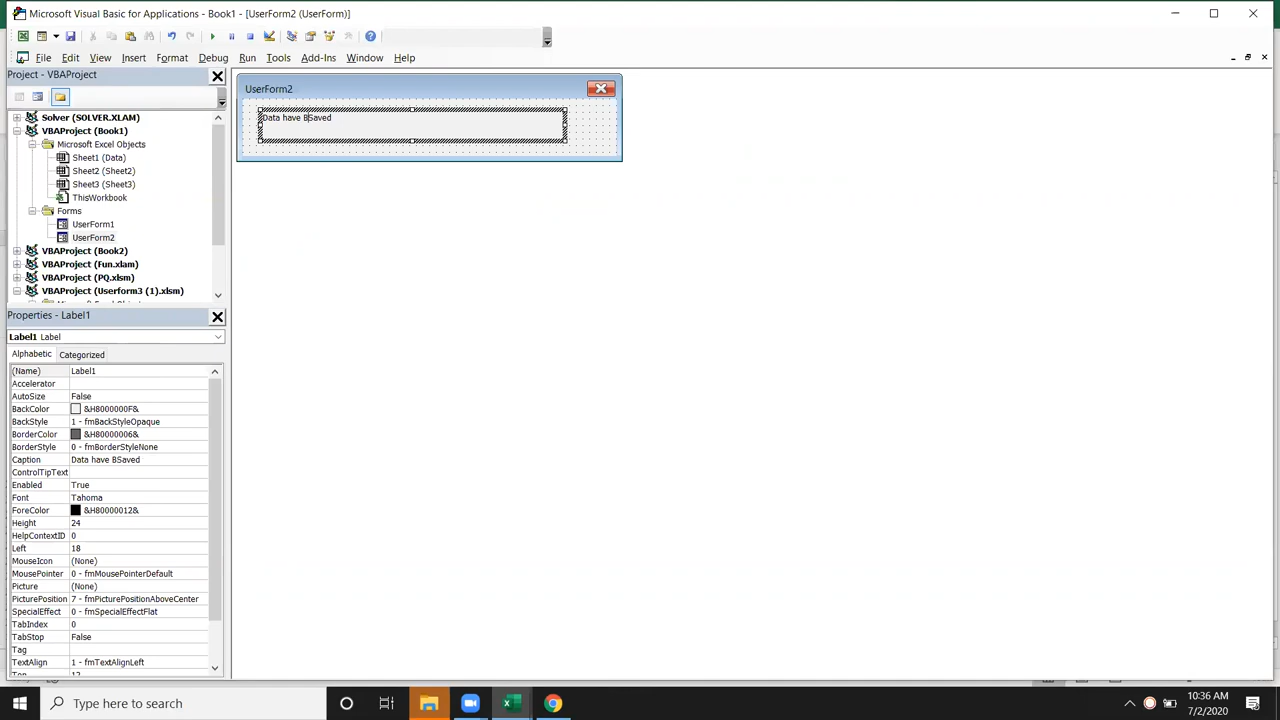 Microsoft Visual Basic for Applications - Book1 - [UserForm2 (UserForm)]
File Edit View Insert Format Debug Run Tools Add-Ins Window Help
Project - VBAProject
UserForm2
Data have BSaved
Solver (SOLVER.XLAM)
VBAProject (Book1)
Microsoft Excel Objects
Sheet1 (Data)
Sheet2 (Sheet2)
Sheet3 (Sheet3)
ThisWorkbook
Forms
UserForm1
UserForm2
VBAProject (Book2)
VBAProject (Fun.xlam)
VBAProject (PQ.xlsm)
VBAProject (Userform3 (1).xlsm)
Properties - Label1
Label1 Label
Alphabetic Categorized
(Name) Label1
Accelerator
AutoSize False
BackColor &H8000000F&
BackStyle 1 - fmBackStyleOpaque
BorderColor &H80000006&
BorderStyle 0 - fmBorderStyleNone
Caption Data have BSaved
ControlTipText
Enabled True
Font Tahoma
ForeColor &H80000012&
Height 24
HelpContextID 0
Left 18
MouseIcon (None)
MousePointer 0 - fmMousePointerDefault
Picture (None)
PicturePosition 7 - fmPicturePositionAboveCenter
SpecialEffect 0 - fmSpecialEffectFlat
TabIndex 0
TabStop False
Tag
TextAlign 1 - fmTextAlignLeft
Type here to search
10:36 AM
7/2/2020